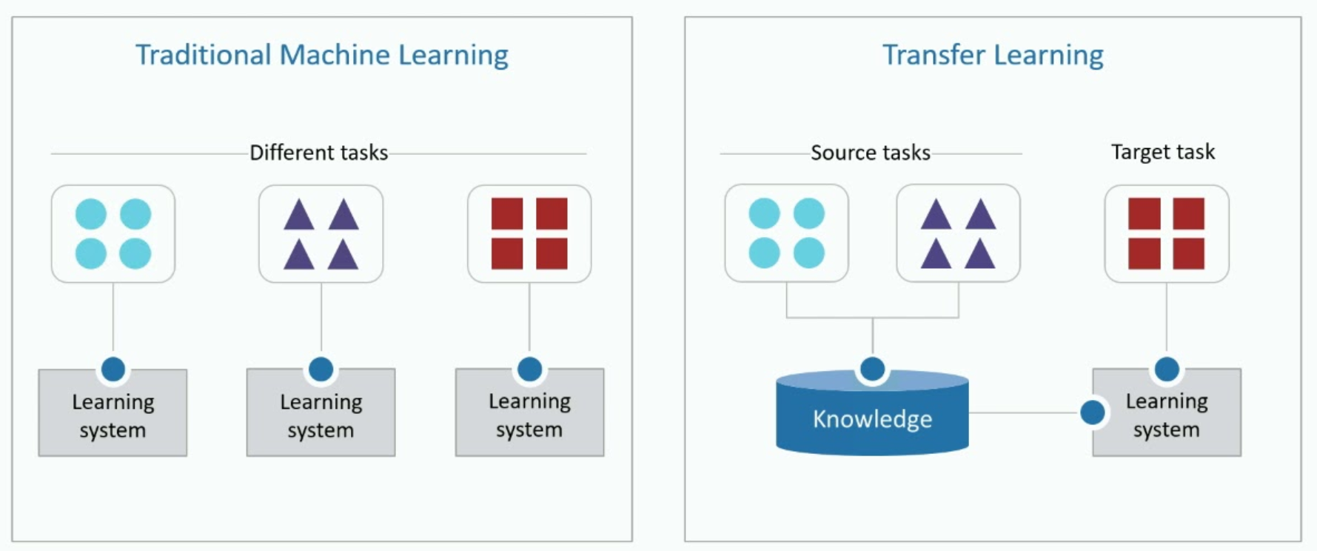 Traditional Machine Learning
Different tasks
Learning
system
Learning
system
Learning
system
Transfer Learning
Source tasks
Target task
Knowledge
Learning
system